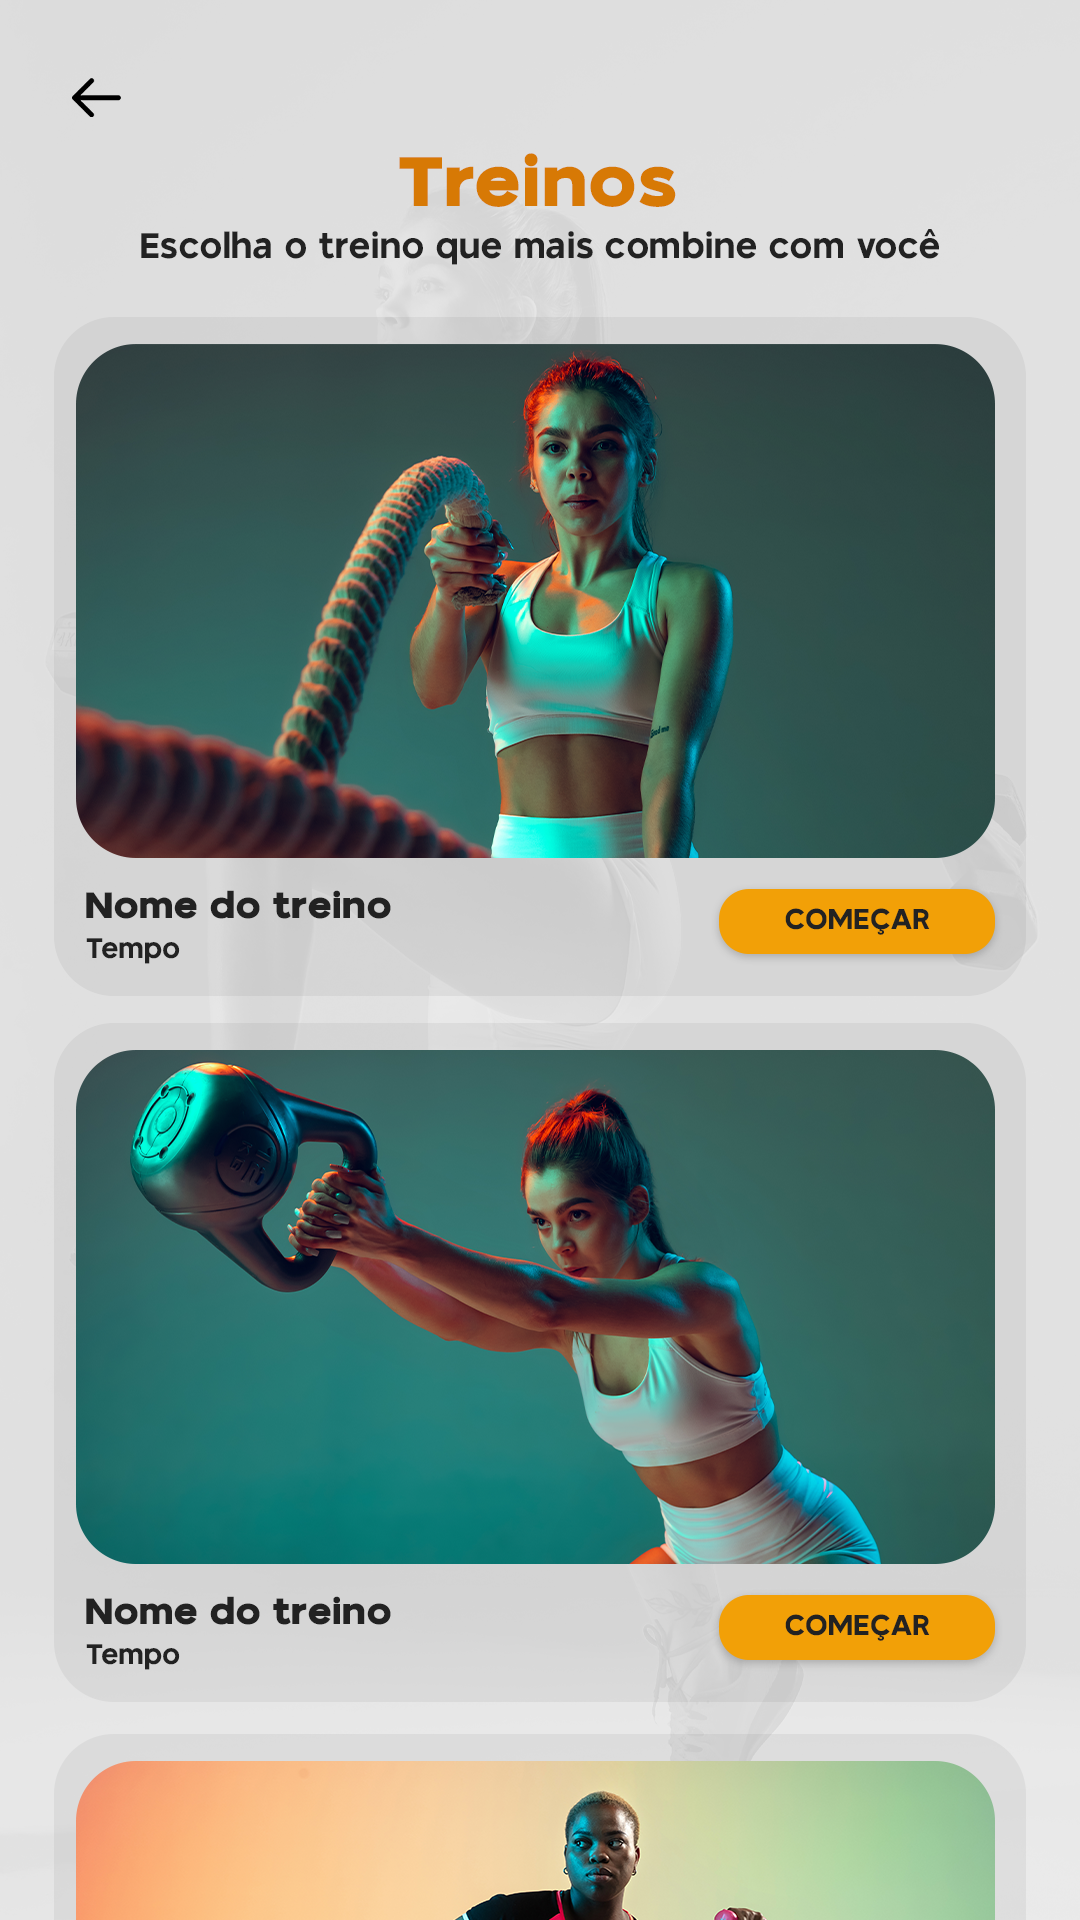 Treinos
Escolha o treino que mais combine com você
Nome do treino
COMEÇAR
Tempo
Nome do treino
COMEÇAR
Tempo